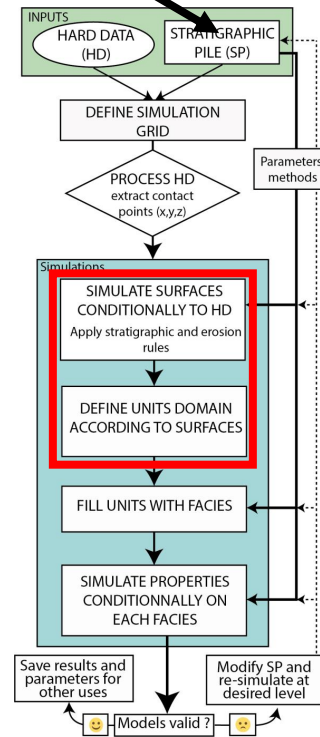 INPUTS
HARD DATA
(HD)
STRATIGRAPHIC
PILE (SP)
DEFINE SIMULATION
GRID
Parameters
methods
PROCESS HD
extract contact
points (x,y,z)
Simulations
SIMULATE SURFACES
CONDITIONALLY TO HD
Apply stratigraphic and erosion
rules
DEFINE UNITS DOMAIN
ACCORDING TO SURFACES
FILL UNITS WITH FACIES
SIMULATE PROPERTIES
CONDITIONNALLY ON
EACH FACIES
Save results and
parameters for
other uses
Modify SP and
re-simulate at
desired level
Models valid ?